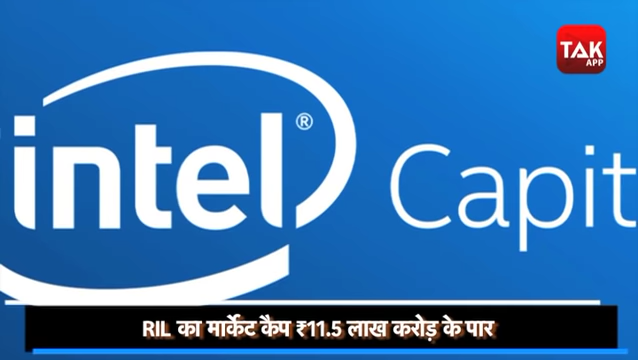 TAK
APP
intel® Capit
RIL का मार्केट कैप ₹11.5 लाख करोड़ के पार